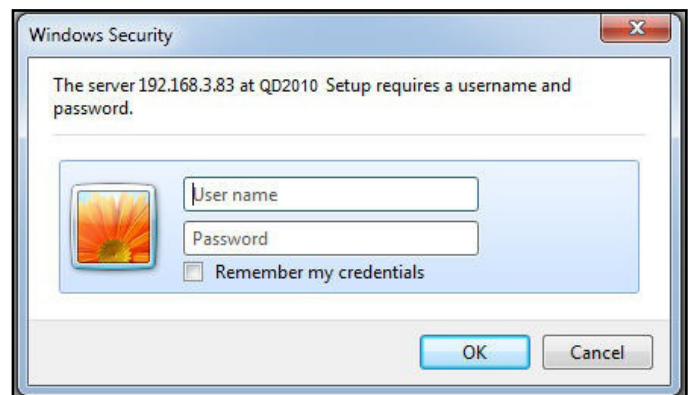 Windows Security
The server 192.168.3.83 at QD2010 Setup requires a username and
password.
User name
Password
Remember my credentials
OK Cancel